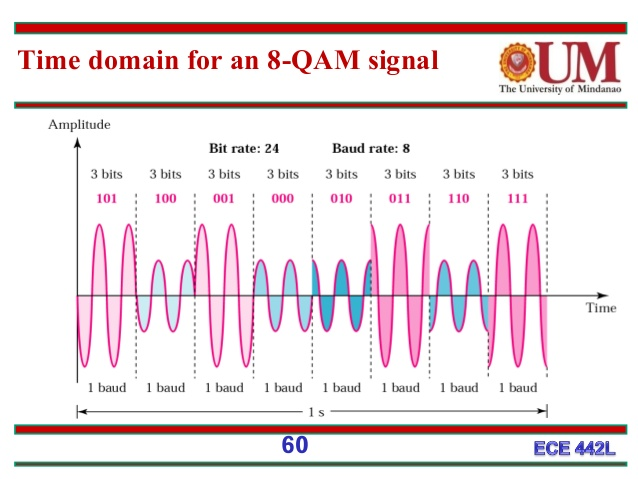 Time domain for an 8-QAM signal
UM
The University of Mindanao
Amplitude
Bit rate: 24 Baud rate: 8
3 bits 3 bits 3 bits 3 bits 3 bits 3 bits 3 bits 3 bits
101 100 001 000 010 011 110 111
Time
1 baud 1 baud 1 baud 1 baud 1 baud 1 baud 1 baud 1 baud
1 s
60
ECE 442L